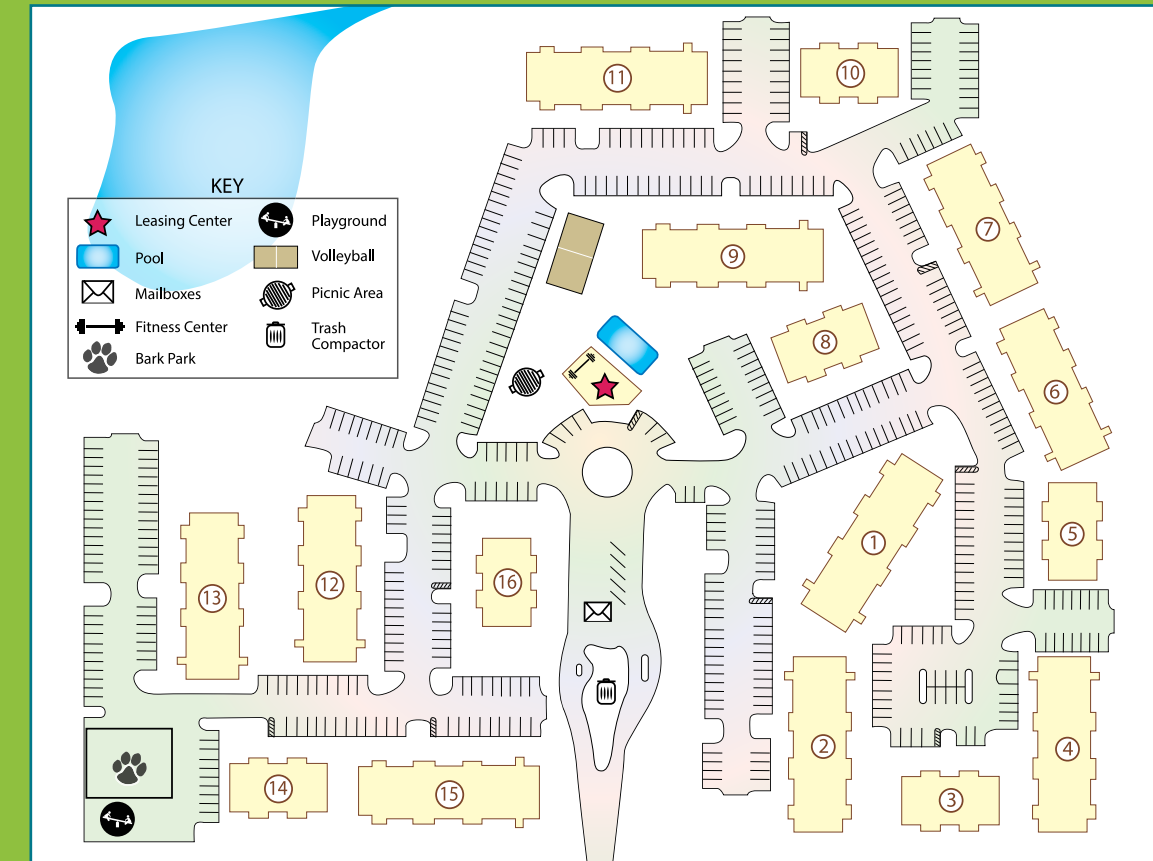 11
10
KEY
Leasing Center
Playground
Pool
Volleyball
Mailboxes
Picnic Area
Fitness Center
Trash
Compactor
Bark Park
7
9
8
6
1
5
16
12
13
2
4
14
15
3